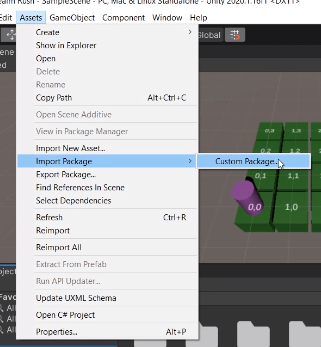 SampleScene - PC, Mac & Linux Standalone - Unity 2020.1.16f1 <DX11>
Edit Assets GameObject Component Window Help
Global
Create
Show in Explorer
Open
Delete
Rename
Copy Path Alt+Ctrl+C
Open Scene Additive
View in Package Manager
Import New Asset...
Import Package Custom Package...
Export Package...
Find References In Scene
Select Dependencies
Refresh Ctrl+R
Reimport
Reimport All
Extract From Prefab
Run API Updater...
Update UXML Schema
Open C# Project
Properties... Alt+P
0,2 1,2
0,1 1,1
0,0 1,0